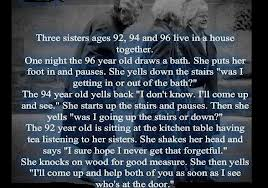 Three sisters ages 92, 94 and 96 live in a house
together.
One night the 96 year old draws a bath. She puts her
foot in and pauses. She yells down the stairs "was I
getting in or out of the bath?"
The 94 year old yells back "I don't know. I'll come up
and see." She starts up the stairs and pauses. Then she
yells "was I going up the stairs or down?"
The 92 year old is sitting at the kitchen table having
tea listening to her sisters. She shakes her head and
says "I sure hope I never get that forgetful."
She knocks on wood for good measure. She then yells
"I'll come up and help both of you as soon as I see
who's at the door."